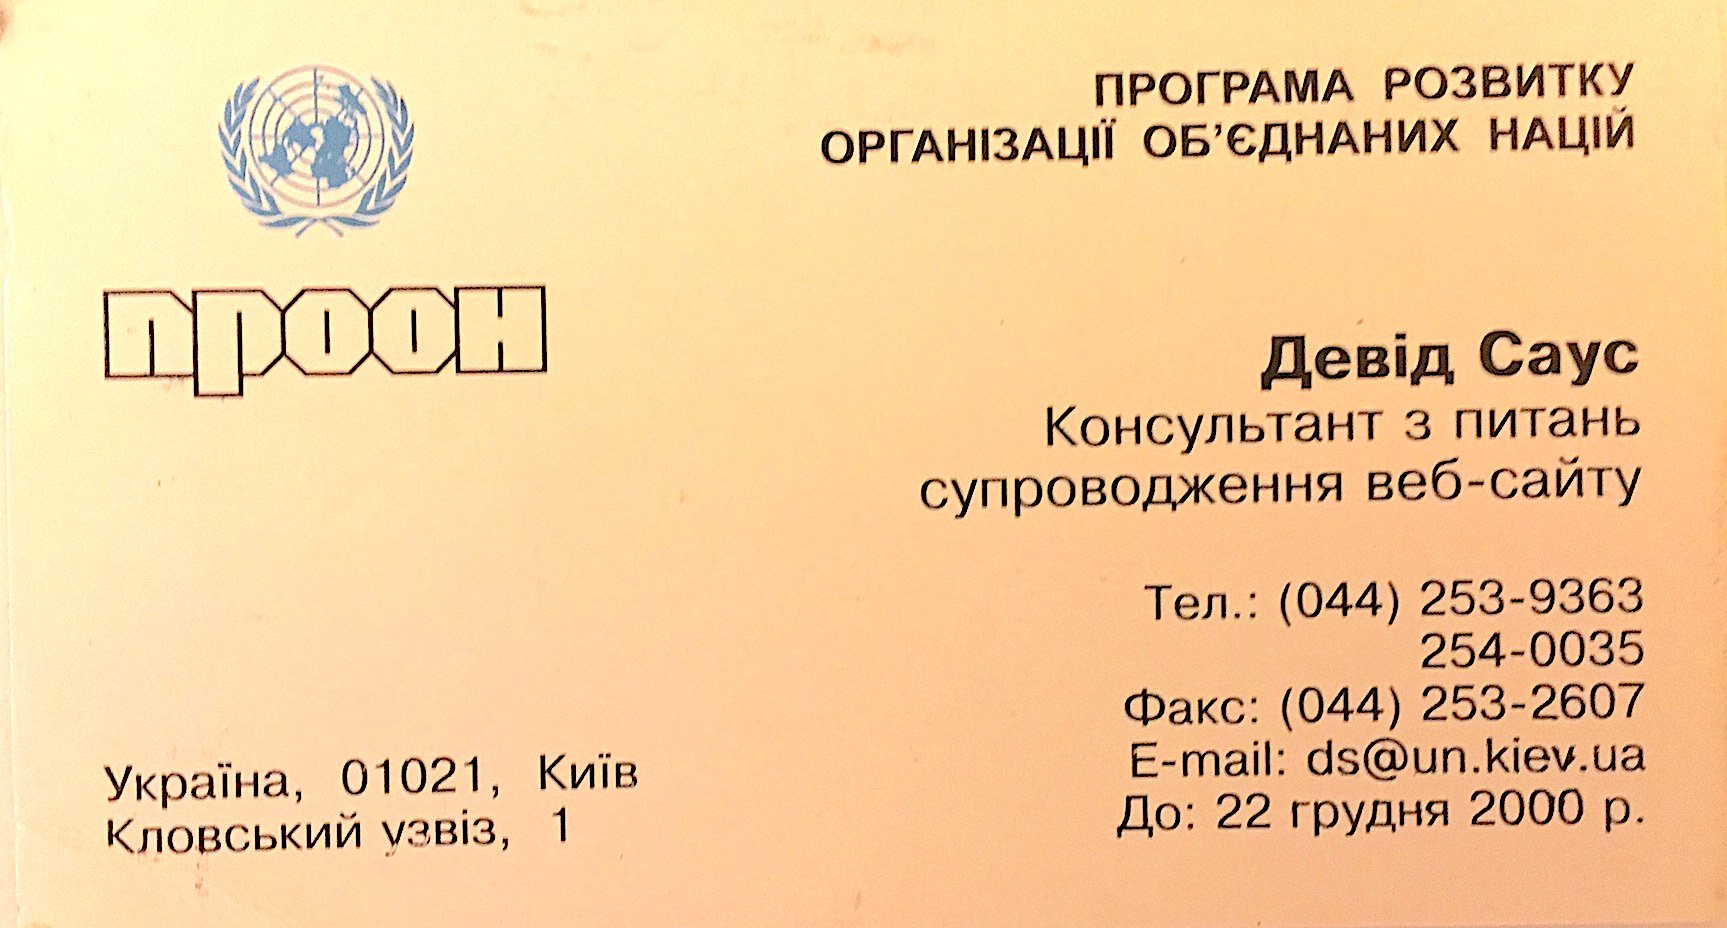 ПРОГРАМА РОЗВИТКУ
ОРГАНІЗАЦІЇ ОБ’ЄДНАНИХ НАЦІЙ
ПРООН
Девід Саус
Консультант з питань
супроводження веб-сайту
Тел.: (044) 253-9363
254-0035
Факс: (044) 253-2607
E-mail: ds@un.kiev.ua
До: 22 грудня 2000 р.
Україна, 01021, Київ
Кловський узвіз, 1